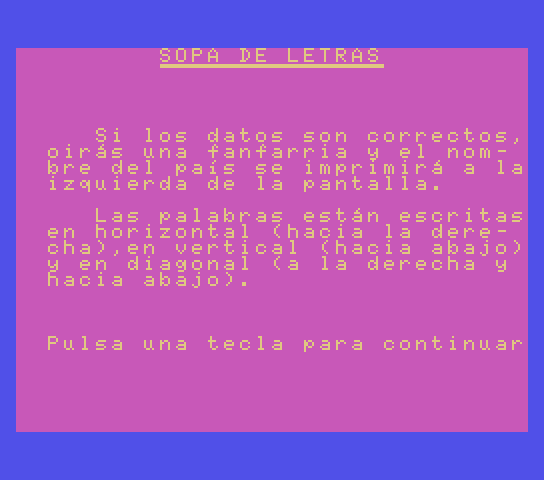 SOPA DE LETRAS
Si los datos son correctos,
oirás una fanfarria y el nom-
bre del país se imprimirá a la
izquierda de la pantalla.
Las palabras están escritas
en horizontal (hacia la dere-
cha),en vertical (hacia abajo)
y en diagonal (a la derecha y
hacia abajo).
Pulsa una tecla para continuar